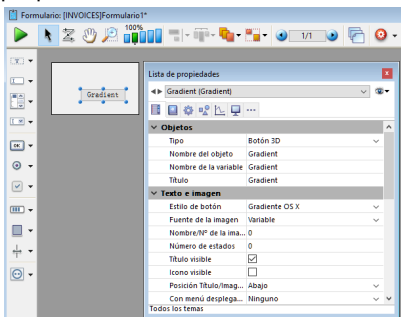 Formulario: [INVOICES]Formulario1*
100%
1/1
Gradient
Lista de propiedades
Gradient (Gradient)
Objetos
Tipo Botón 3D
Nombre del objeto Gradient
Nombre de la variable Gradient
Título Gradient
Texto e imagen
Estilo de botón Gradiente OS X
Fuente de la imagen Variable
Nombre/Nº de la ima... 0
Número de estados 0
Título visible
Icono visible
Posición Título/Imag... Abajo
Con menú desplega... Ninguno
Todos los temas
OK